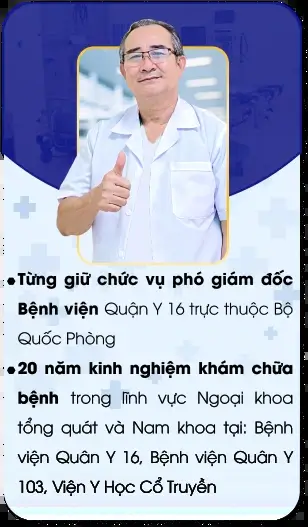 •Từng giữ chức vụ phó giám đốc
Bệnh viện Quận Y 16 trực thuộc Bộ
Quốc Phòng
•20 năm kinh nghiệm khám chữa
bệnh trong lĩnh vực Ngoại khoa
tổng quát và Nam khoa tại: Bệnh
viện Quân Y 16, Bệnh viện Quân Y
103, Viện Y Học Cổ Truyền